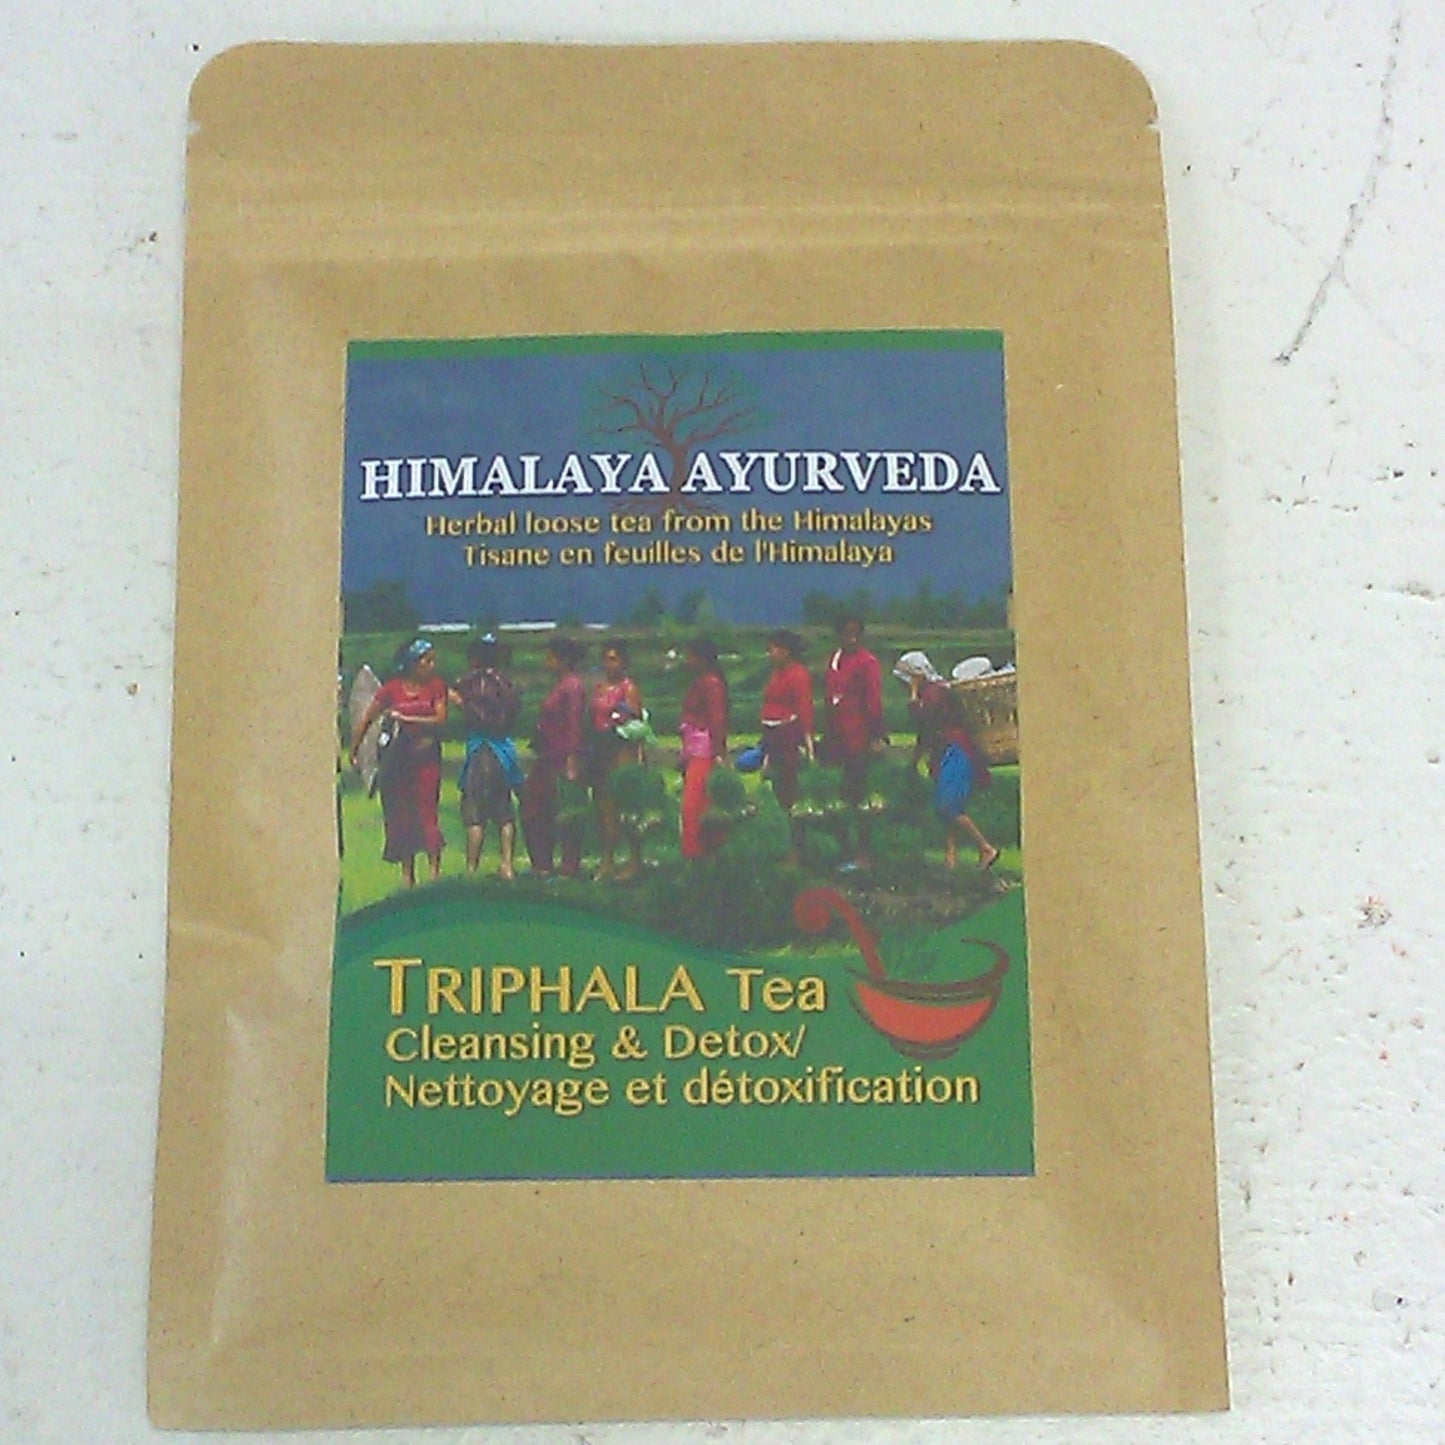 HIMALAYA AYURVEDA
Herbal loose tea from the Himalayas
Tisane en feuilles de l'Himalaya
TRIPHALA Tea
Cleansing & Detox/
Nettoyage et détoxification